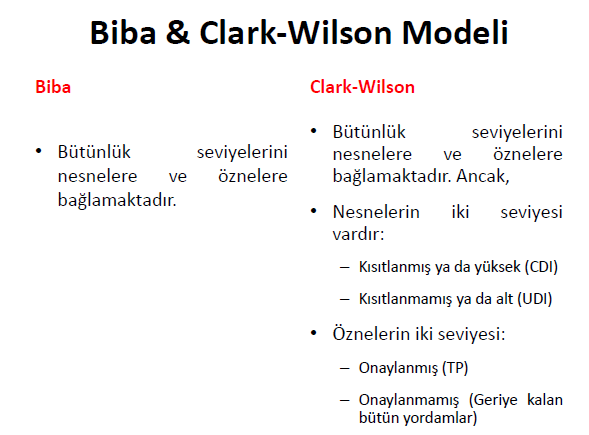 Biba & Clark-Wilson Modeli
Biba
• Bütünlük seviyelerini
nesnelere ve öznelere
bağlamaktadır.
Clark-Wilson
• Bütünlük seviyelerini
nesnelere ve öznelere
bağlamaktadır. Ancak,
• Nesnelerin iki seviyesi
vardır:
– Kısıtlanmış ya da yüksek (CDI)
– Kısıtlanmamış ya da alt (UDI)
• Öznelerin iki seviyesi:
– Onaylanmış (TP)
– Onaylanmamış (Geriye kalan
bütün yordamlar)